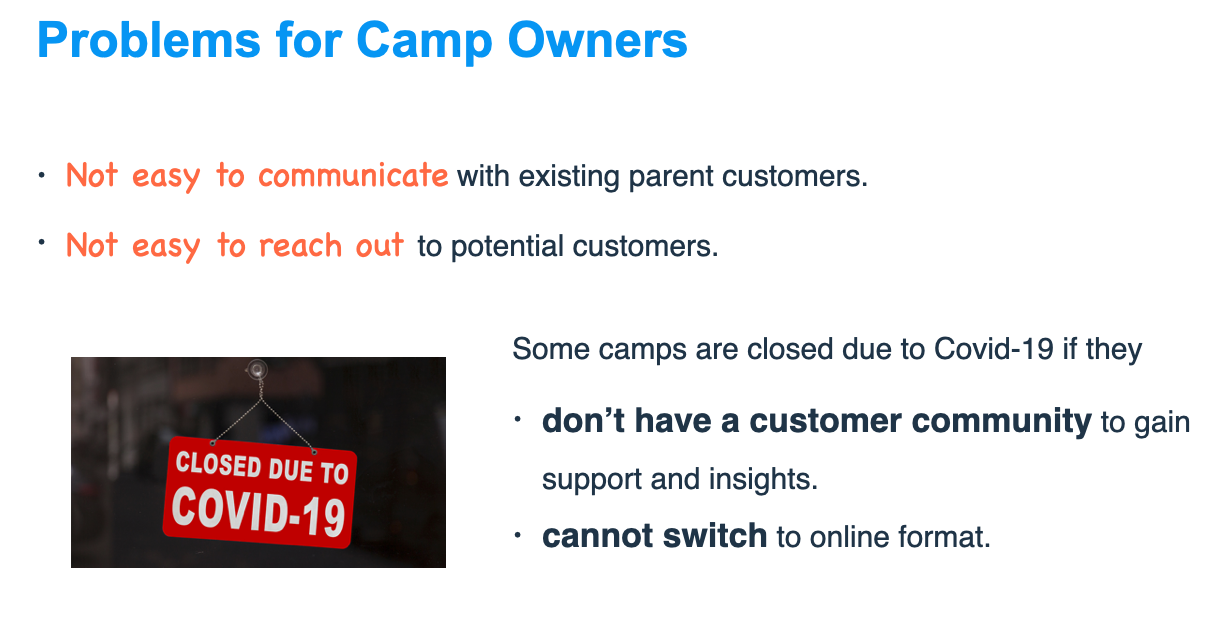 Problems for Camp Owners
· Not easy to communicate with existing parent customers.
· Not easy to reach out to potential customers.
CLOSED DUE TO
COVID-19
Some camps are closed due to Covid-19 if they
· don’t have a customer community to gain
support and insights.
· cannot switch to online format.